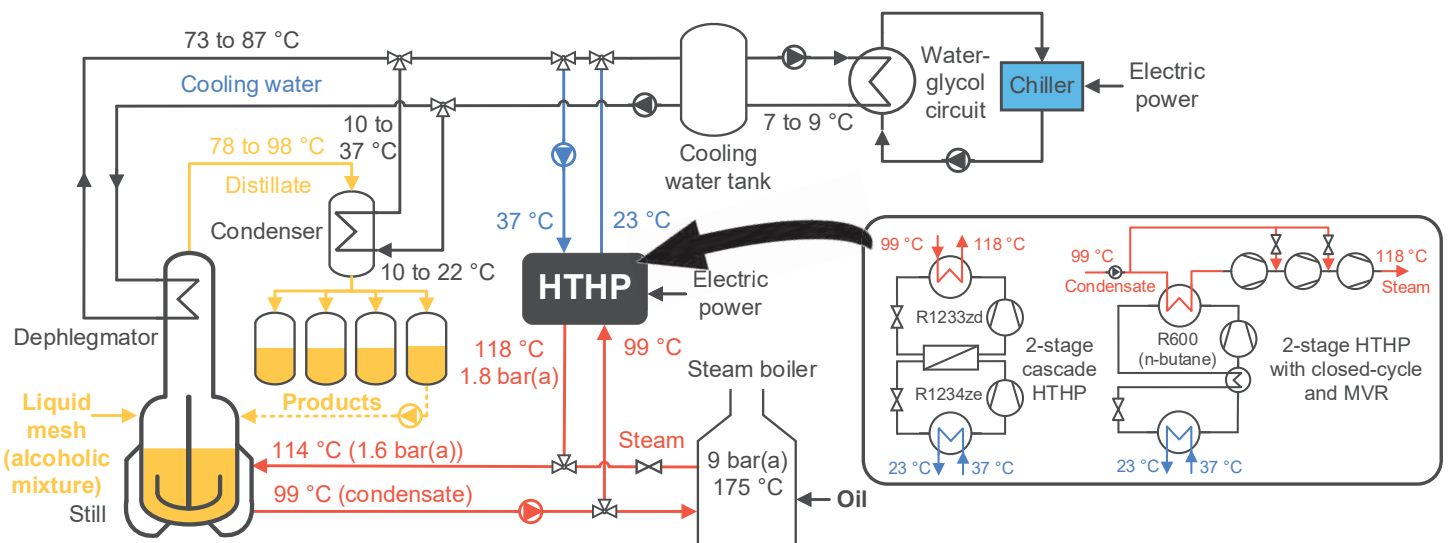 73 to 87 °C
Cooling water
10 to
37 °C
78 to 98 °C
Distillate
Condenser
10 to 22 °C
Dephlegmator
Liquid
mesh
(alcoholic
mixture)
Still
Products
114 °C (1.6 bar(a))
99 °C (condensate)
37 °C
23 °C
HTHP
Electric
power
118 °C
1.8 bar(a)
99 °C
Steam
Steam boiler
9 bar(a)
175 °C
Oil
Cooling
water tank
7 to 9 °C
Water-
glycol
circuit
Chiller
Electric
power
99 °C
118 °C
R1233zd
R1234ze
2-stage
cascade
HTHP
23 °C
37 °C
99 °C
Condensate
118 °C
Steam
R600
(n-butane)
2-stage HTHP
with closed-cycle
and MVR
23 °C
37 °C